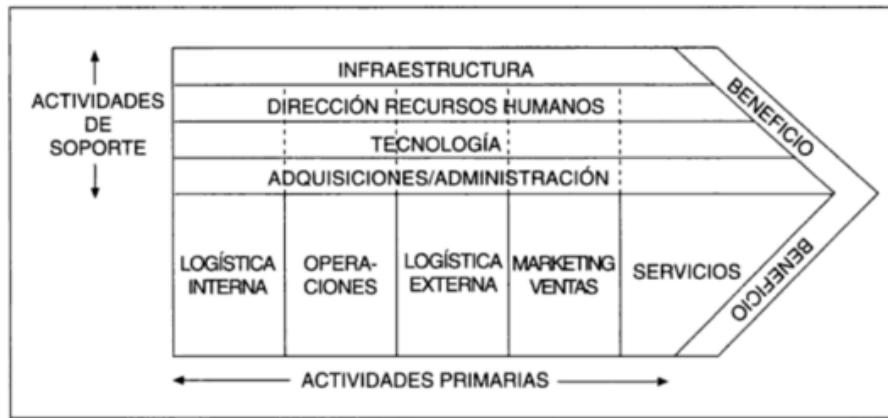 INFRAESTRUCTURA
DIRECCIÓN RECURSOS HUMANOS
TECNOLOGÍA
ADQUISICIONES/ADMINISTRACIÓN
ACTIVIDADES
DE
SOPORTE
BENEFICIO
BENEFICIO
LOGÍSTICA
INTERNA
OPERA-
CIONES
LOGÍSTICA
EXTERNA
MARKETING
VENTAS
SERVICIOS
ACTIVIDADES PRIMARIAS